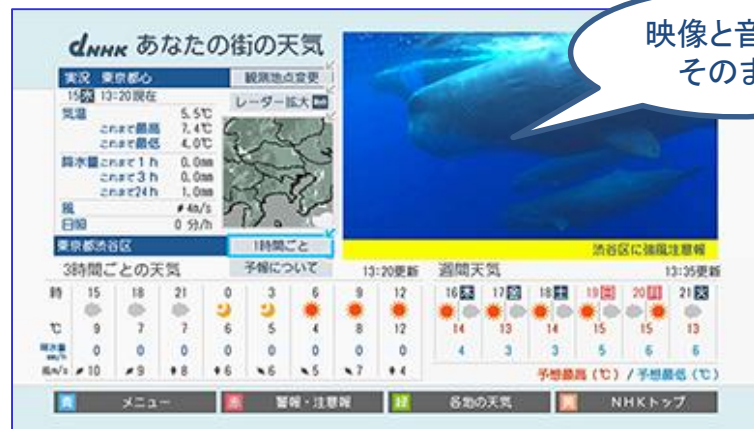 映像と音
そのま
dNHK あなたの街の天気
実況 東京都心 観測地点変更
15水 13:20現在
レーダー拡大
気温 5.5℃
これまで最高 7.4℃
これまで最低 4.0℃
降水量 これまで1h 0.0mm
これまで3h 0.0mm
これまで24h 1.0mm
風 4m/s
日照 0分/h
東京都渋谷区 1時間ごと
渋谷区に強風注意報
3時間ごとの天気 予報について 13:20更新 週間天気 13:35更新
時 15 18 21 0 3 6 9 12 16木 17金 18土 19日 20月 21火
℃ 9 7 7 6 5 4 8 12 14 13 14 15 15 13
降水量mm/h 0 0 0 0 0 0 0 0 4 3 3 5 6 6
風m/s 10 9 8 6 6 5 7 4 予想最高(℃)/予想最低(℃)
青 メニュー 赤 警報・注意報 緑 各地の天気 黄 NHKトップ